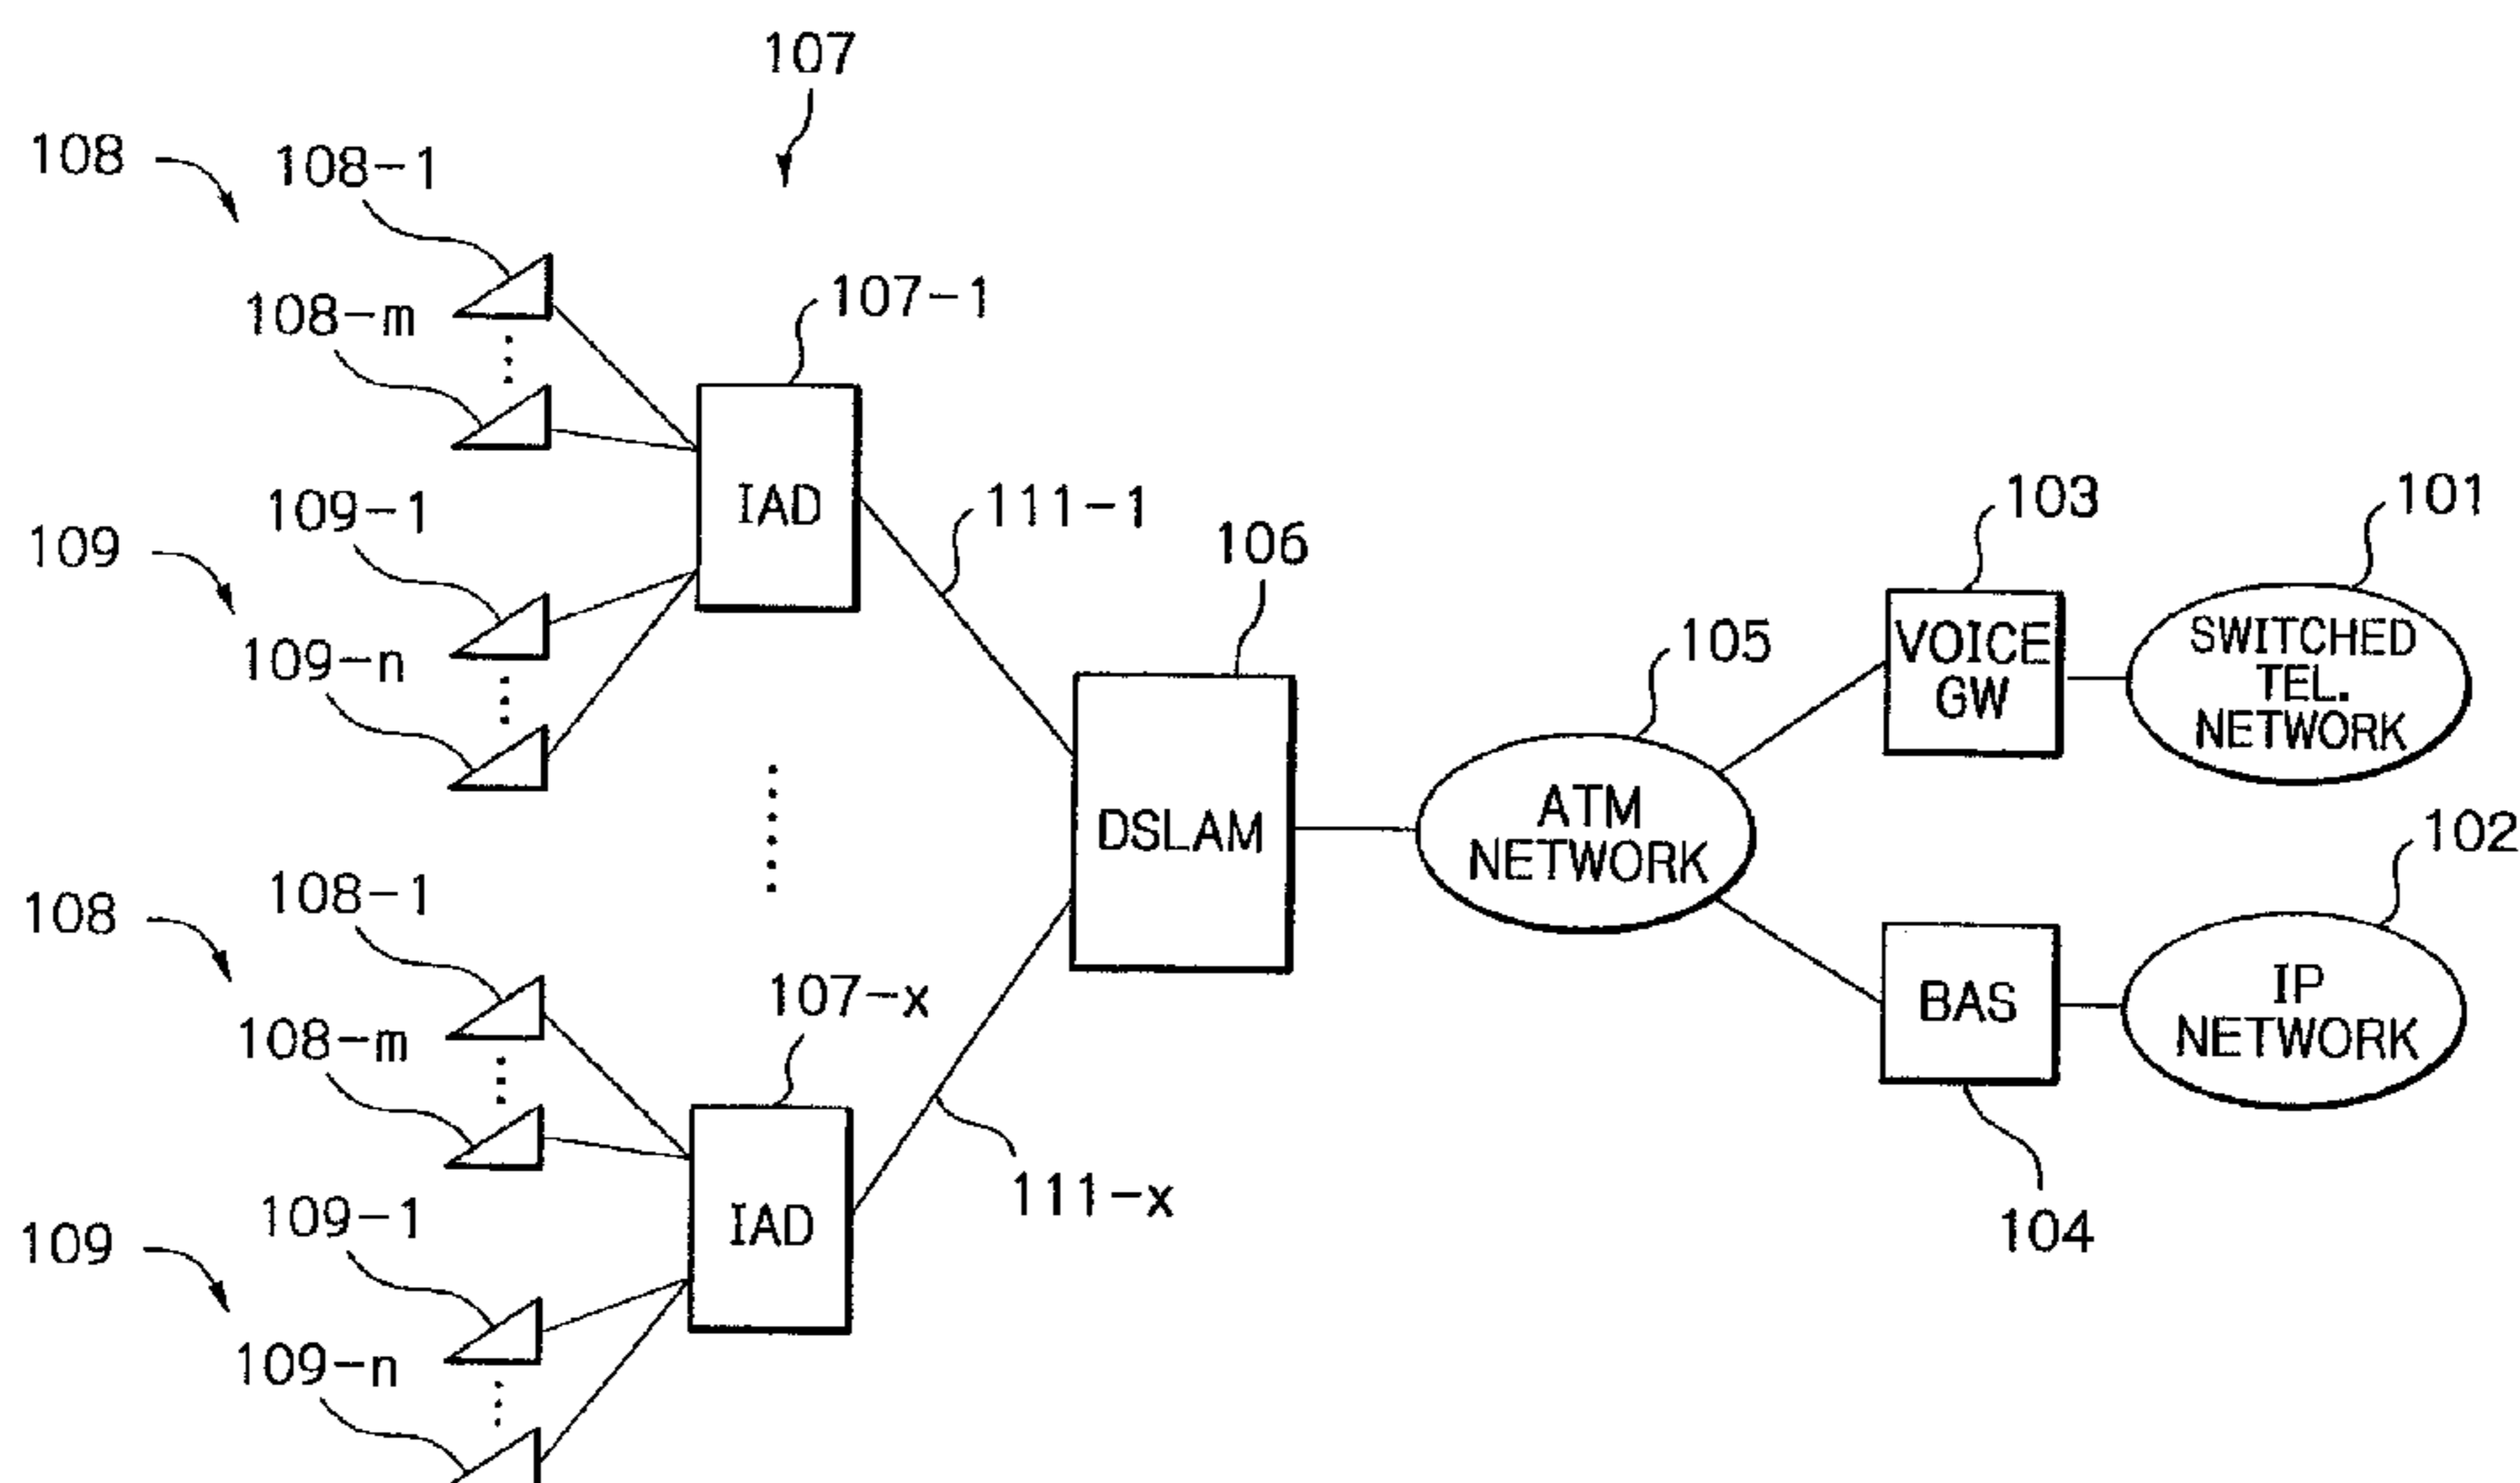 107
108
108-1
108-m
107-1
109
109-1
109-n
IAD
111-1
106
103
101
105
VOICE
GW
SWITCHED
TEL.
NETWORK
DSLAM
ATM
NETWORK
102
108
108-1
108-m
107-x
BAS
IP
NETWORK
111-x
104
109
109-1
109-n
IAD